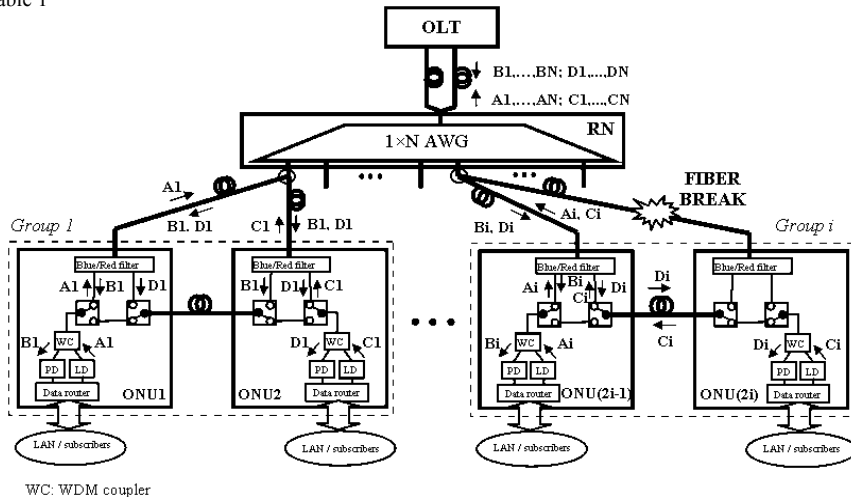 able 1
OLT
B1,...,BN; D1,...,DN
A1,...,AN; C1,...,CN
RN
1×N AWG
FIBER
BREAK
A1
B1, D1
C1
B1, D1
Bi, Di
Ai, Ci
Group 1
Group i
Blue/Red filter
Blue/Red filter
Blue/Red filter
Blue/Red filter
A1
B1
D1
B1
D1
C1
Ai
Bi
Ci
Di
Di
Ci
B1
A1
WC
D1
C1
WC
Bi
Ai
WC
Di
Ci
WC
PD
LD
PD
LD
PD
LD
PD
LD
Data router
ONU1
ONU2
Data router
Data router
ONU(2i-1)
ONU(2i)
Data router
LAN / subscribers
LAN / subscribers
LAN / subscribers
LAN / subscribers
WC: WDM coupler